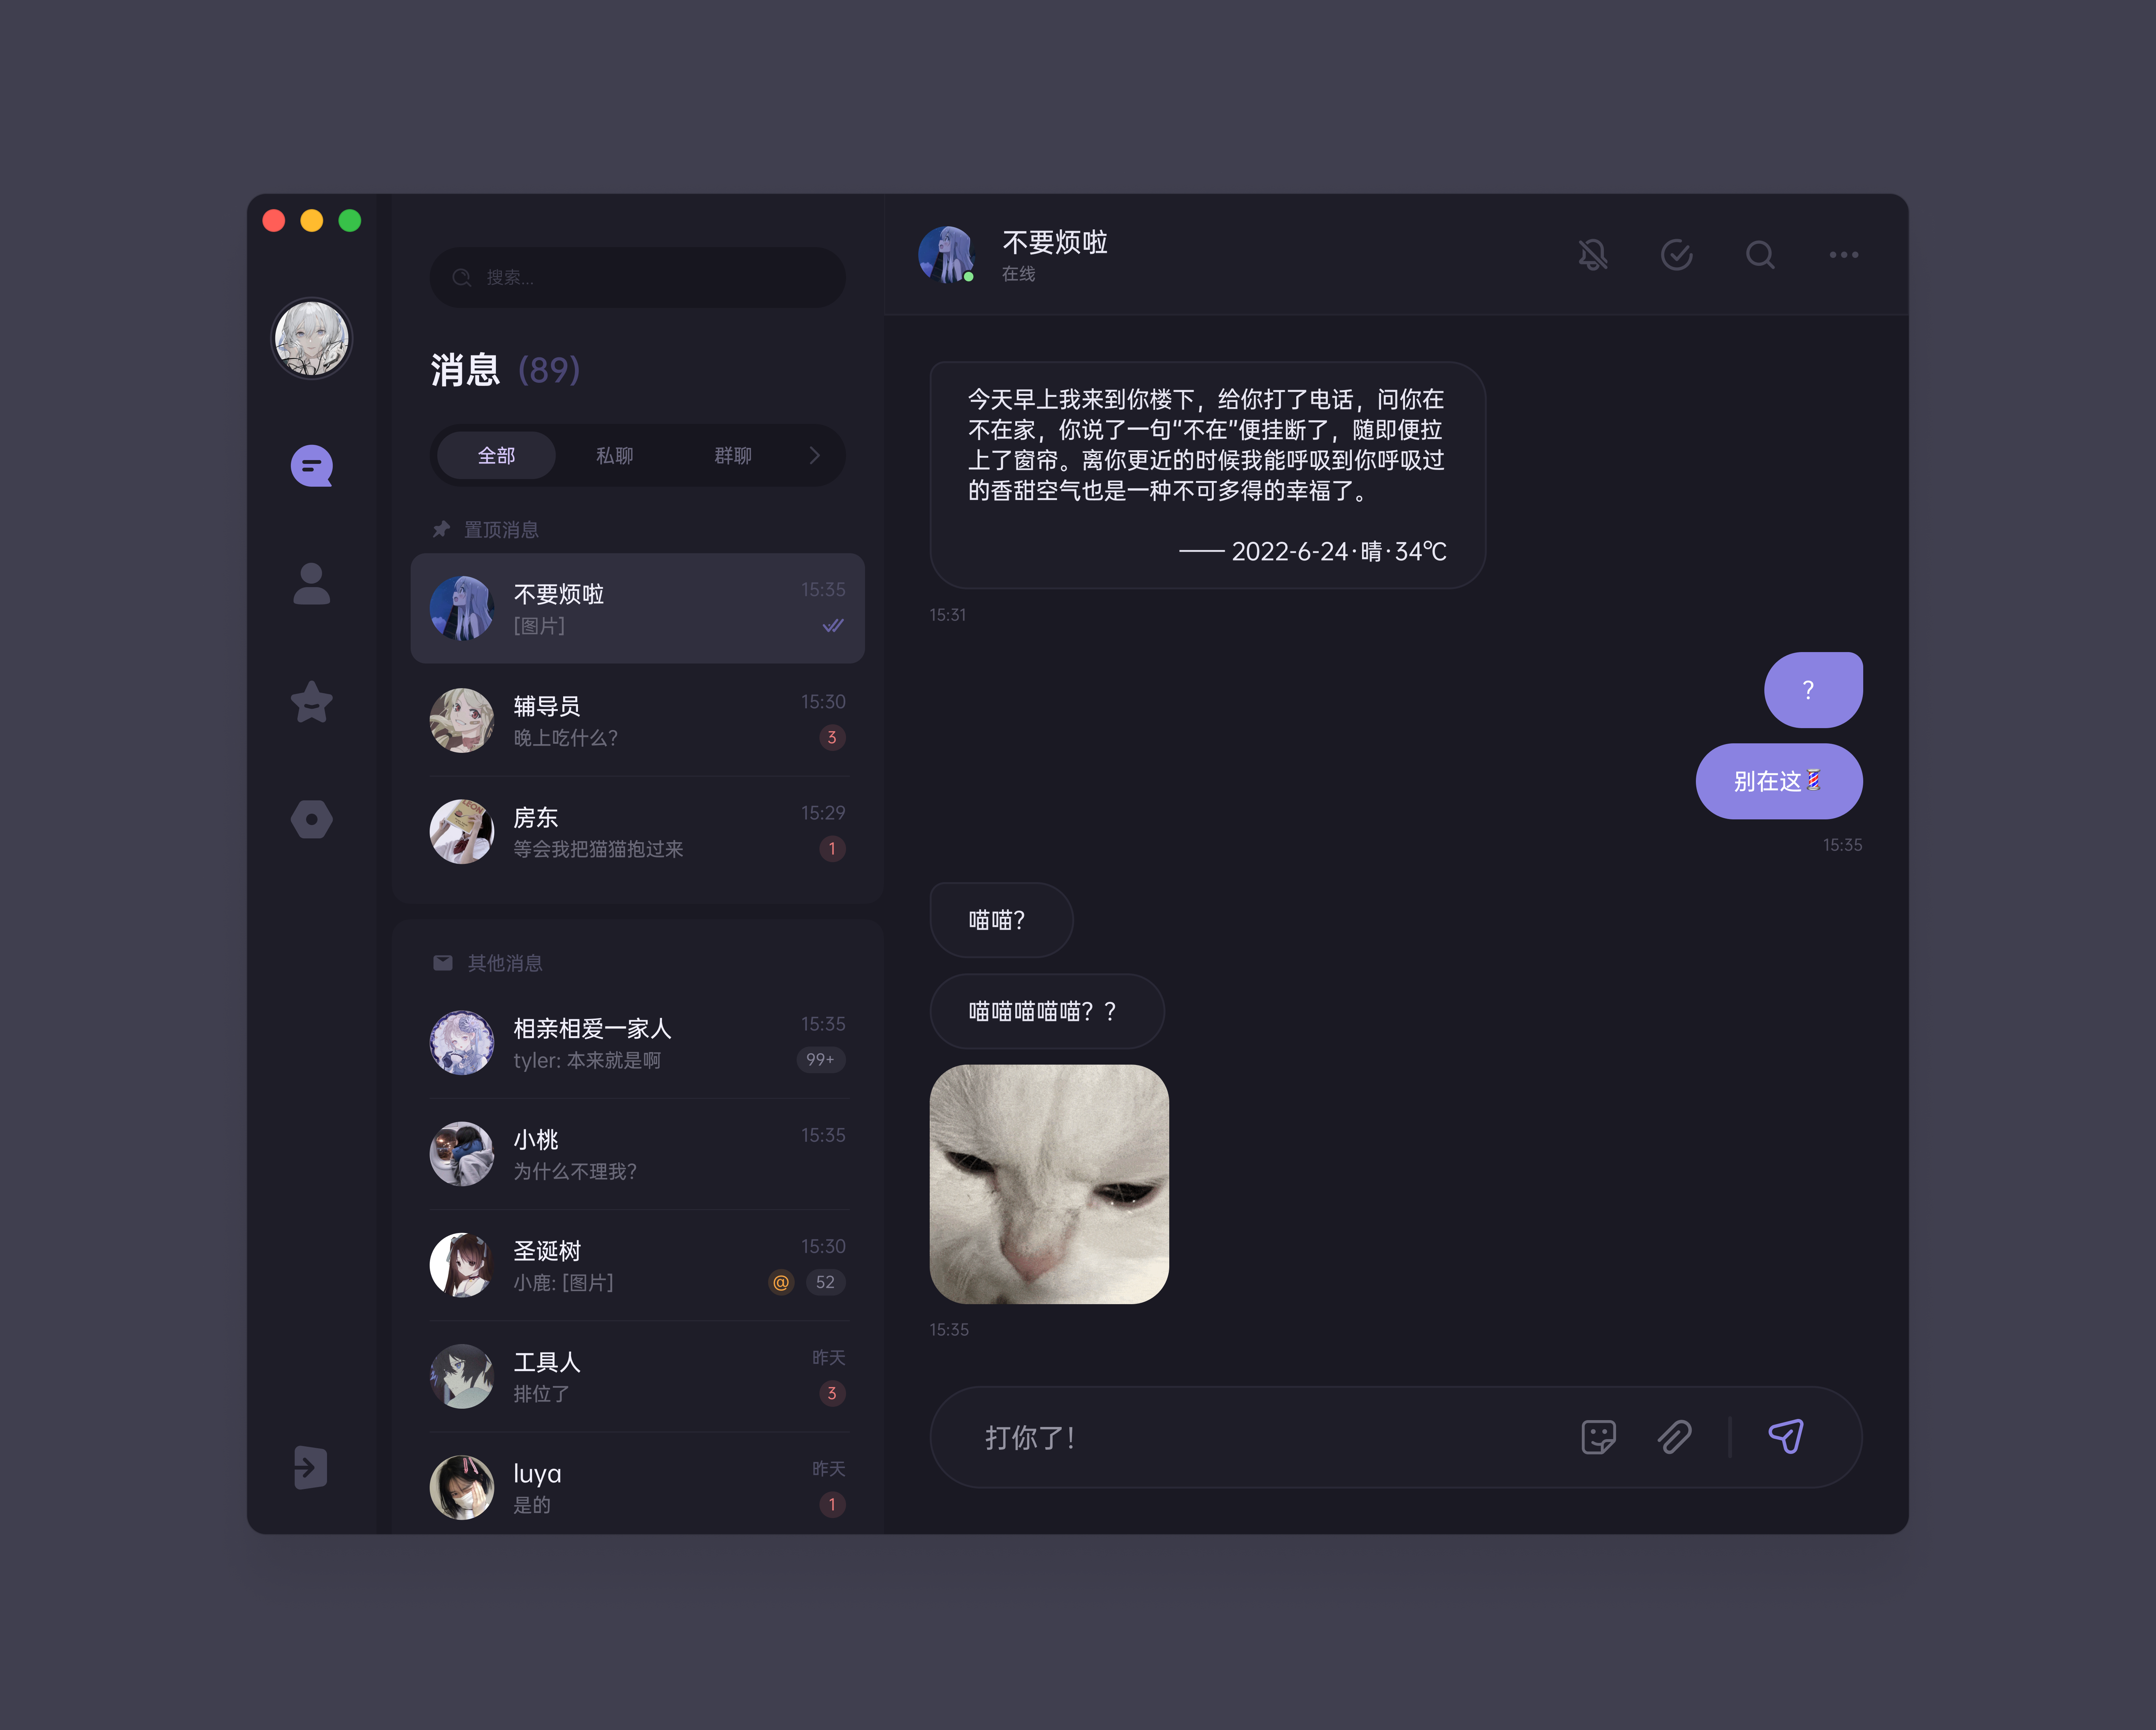 搜索...
消息 (89)
全部
私聊
群聊
置顶消息
不要烦啦
15:35
[图片]
辅导员
15:30
晚上吃什么?
3
房东
15:29
等会我把猫猫抱过来
1
其他消息
相亲相爱一家人
15:35
tyler: 本来就是啊
99+
小桃
15:35
为什么不理我?
圣诞树
15:30
小鹿: [图片]
@
52
工具人
昨天
排位了
3
luya
昨天
是的
1
不要烦啦
在线
今天早上我来到你楼下，给你打了电话，问你在
不在家，你说了一句“不在”便挂断了，随即便拉
上了窗帘。离你更近的时候我能呼吸到你呼吸过
的香甜空气也是一种不可多得的幸福了。
—— 2022-6-24·晴·34℃
15:31
?
别在这💈
15:35
喵喵?
喵喵喵喵喵? ?
15:35
打你了!